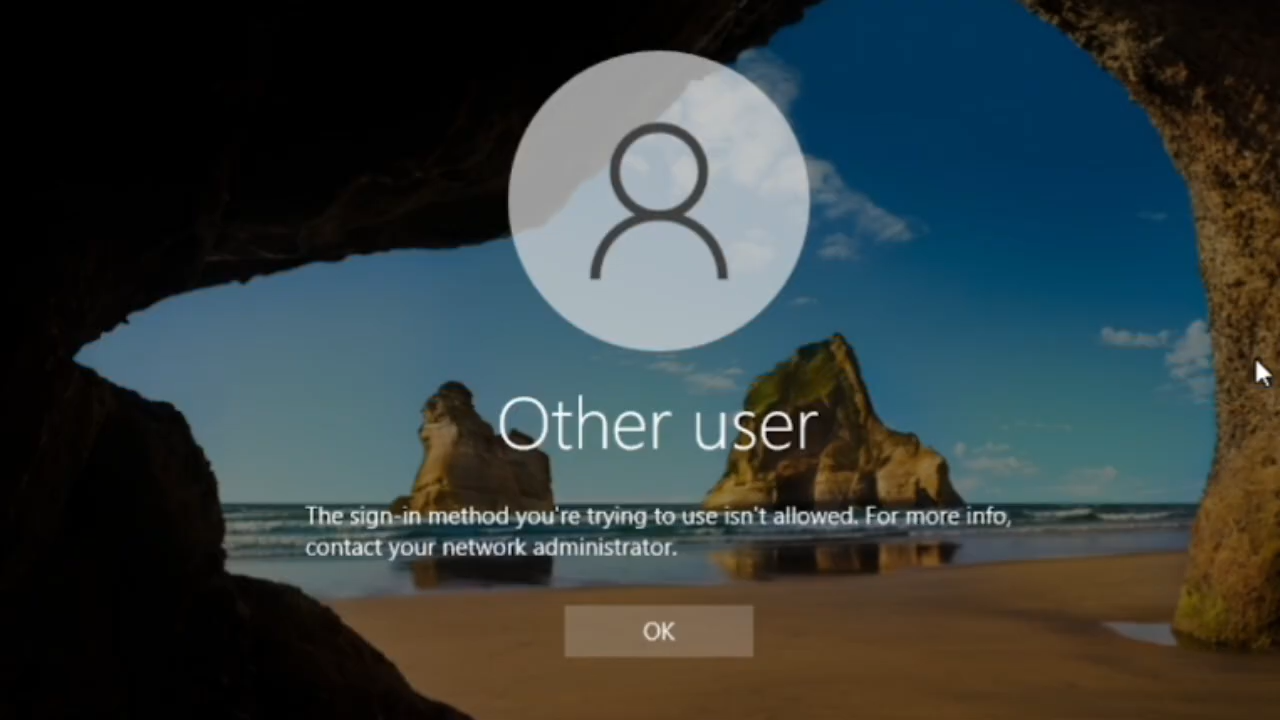 Other user
The sign-in method you're trying to use isn't allowed. For more info,
contact your network administrator.
OK